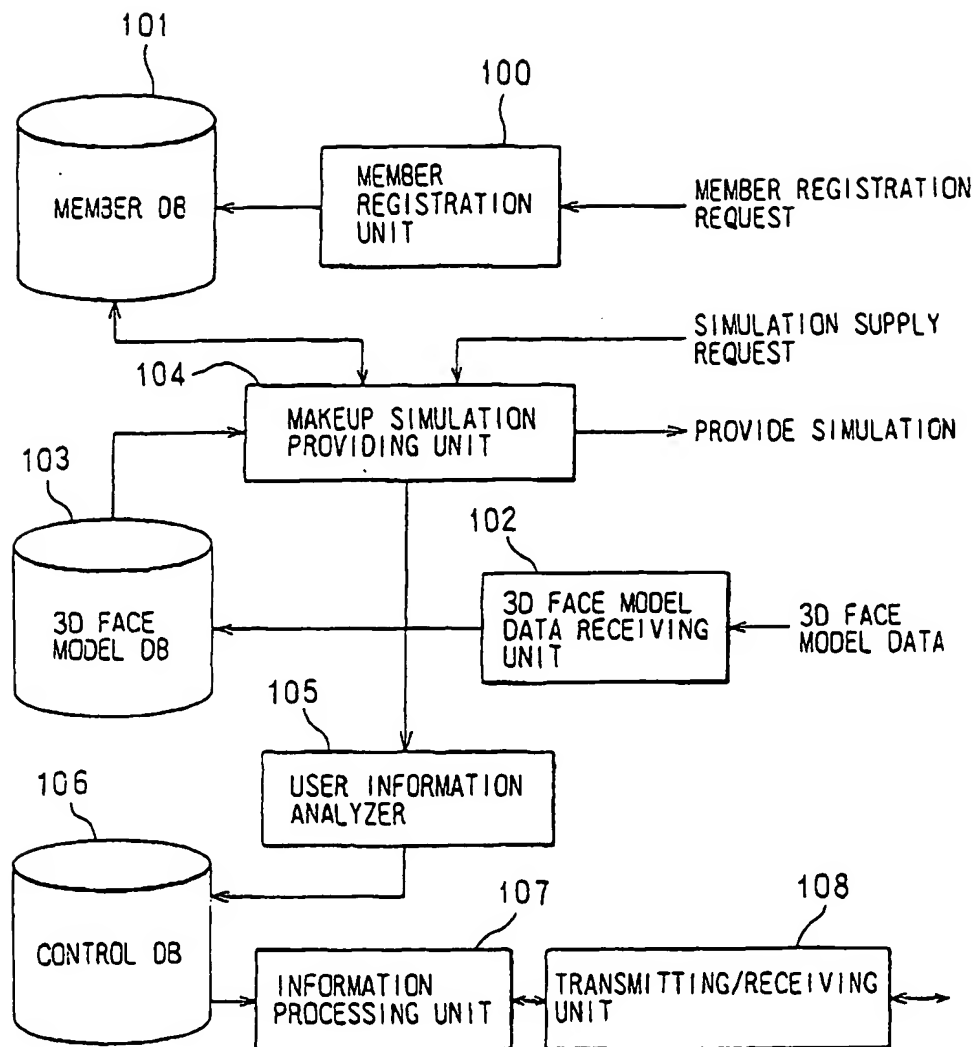 101
100
MEMBER DB
MEMBER
REGISTRATION
UNIT
MEMBER REGISTRATION
REQUEST
SIMULATION SUPPLY
REQUEST
104
MAKEUP SIMULATION
PROVIDING UNIT
PROVIDE SIMULATION
103
102
3D FACE
MODEL DB
3D FACE MODEL
DATA RECEIVING
UNIT
3D FACE
MODEL DATA
105
USER INFORMATION
ANALYZER
106
107
108
CONTROL DB
INFORMATION
PROCESSING UNIT
TRANSMITTING/RECEIVING
UNIT